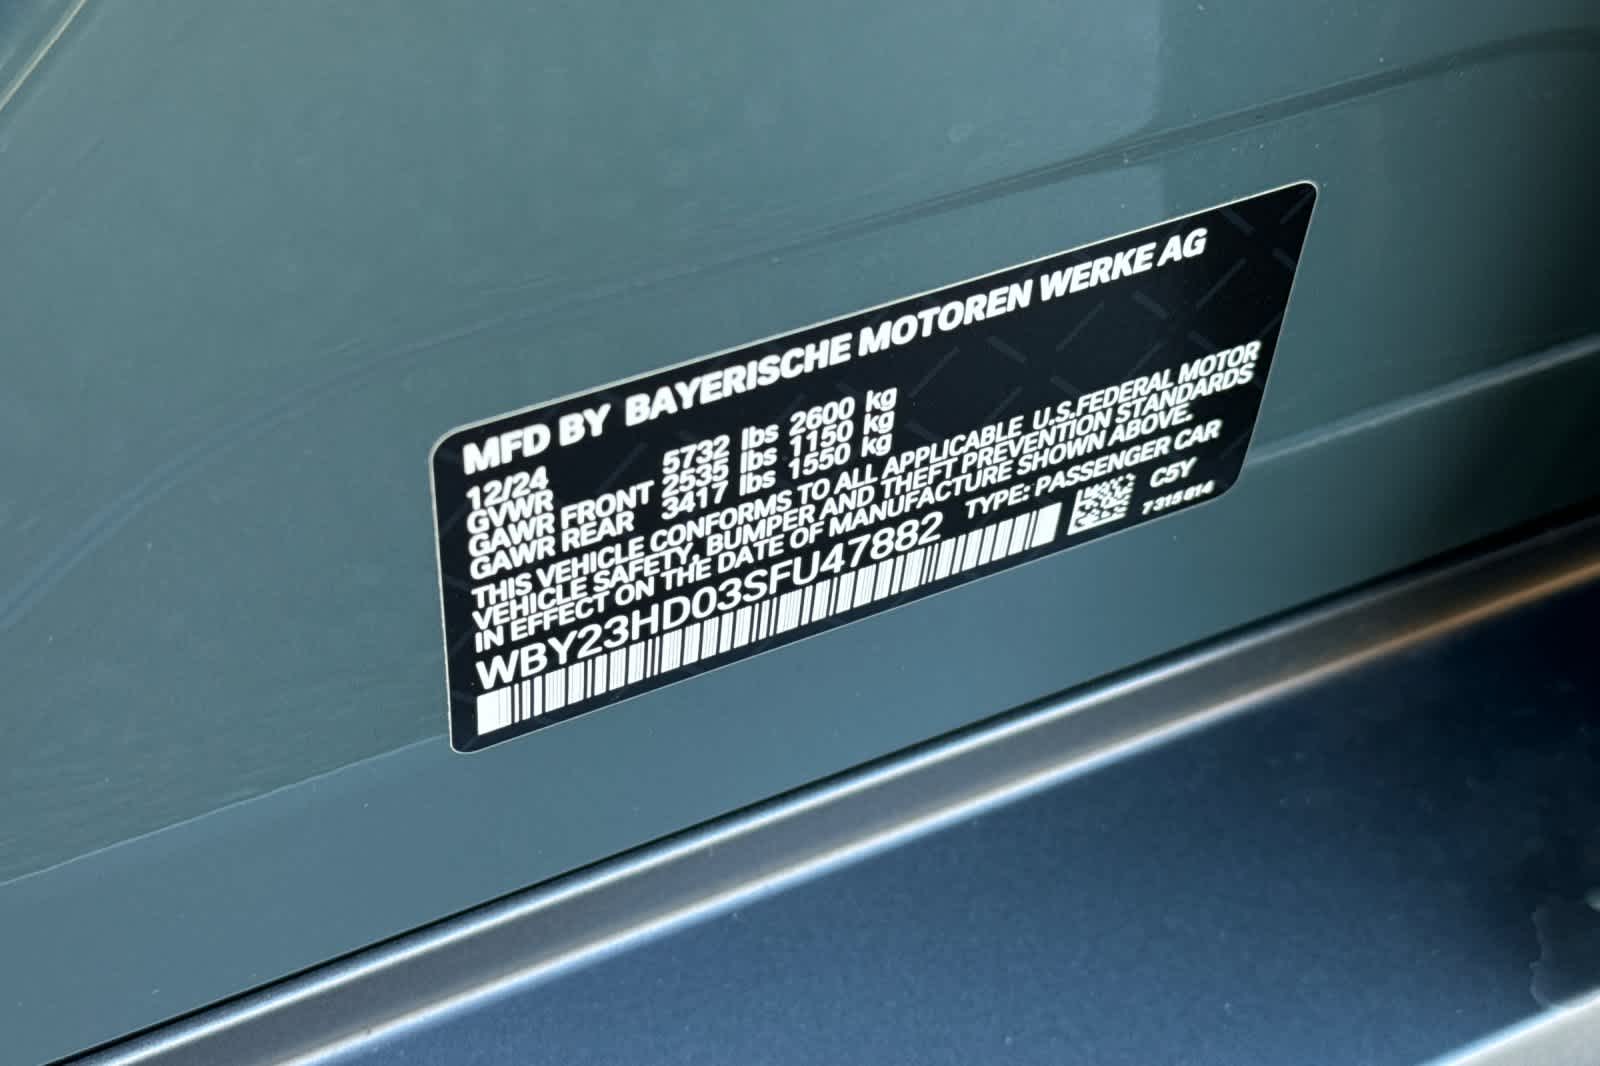 MFD BY BAYERISCHE MOTOREN WERKE AG
12/24
GVWR 5732 lbs 2600 kg
GAWR FRONT 2535 lbs 1150 kg
GAWR REAR 3417 lbs 1550 kg
THIS VEHICLE CONFORMS TO ALL APPLICABLE U.S.FEDERAL MOTOR
VEHICLE SAFETY, BUMPER AND THEFT PREVENTION STANDARDS
IN EFFECT ON THE DATE OF MANUFACTURE SHOWN ABOVE.
WBY23HD03SFU47882 TYPE: PASSENGER CAR
C5Y
7315814